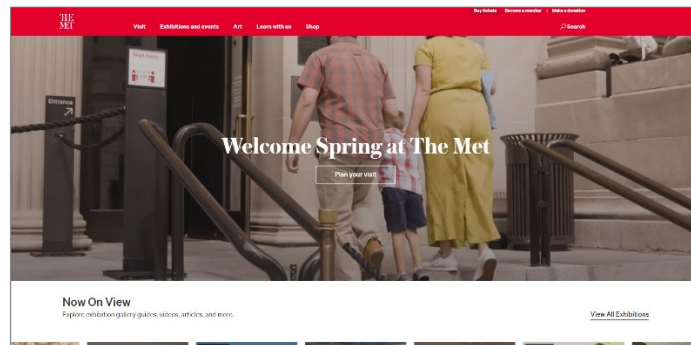 Buy tickets Become a member | Make a donation
THE
MET
Visit Exhibitions and events Art Learn with us Shop
Search
Wait here
Entrance
Welcome Spring at The Met
Plan your visit
Now On View
Explore exhibition gallery guides, videos, articles, and more.
View All Exhibitions